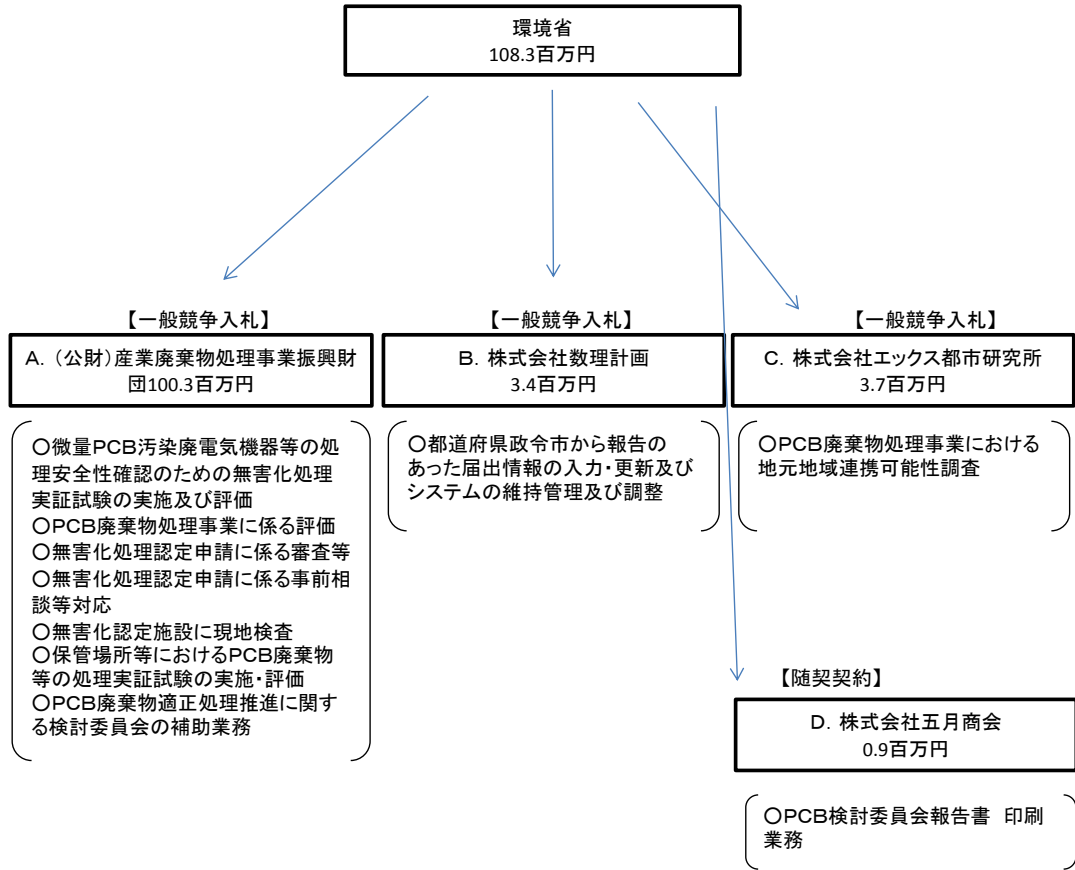 環境省
108.3百万円
【一般競争入札】
A．（公財）産業廃棄物処理事業振興財
団100.3百万円
○微量PCB汚染廃電気機器等の処
理安全性確認のための無害化処理
実証試験の実施及び評価
○PCB廃棄物処理事業に係る評価
○無害化処理認定申請に係る審査等
○無害化処理認定申請に係る事前相
談等対応
○無害化認定施設に現地検査
○保管場所等におけるPCB廃棄物
等の処理実証試験の実施・評価
○PCB廃棄物適正処理推進に関す
る検討委員会の補助業務
【一般競争入札】
B．株式会社数理計画
3.4百万円
○都道府県政令市から報告の
あった届出情報の入力・更新及び
システムの維持管理及び調整
【一般競争入札】
C．株式会社エックス都市研究所
3.7百万円
○PCB廃棄物処理事業における
地元地域連携可能性調査
【随契契約】
D．株式会社五月商会
0.9百万円
○PCB検討委員会報告書　印刷
業務